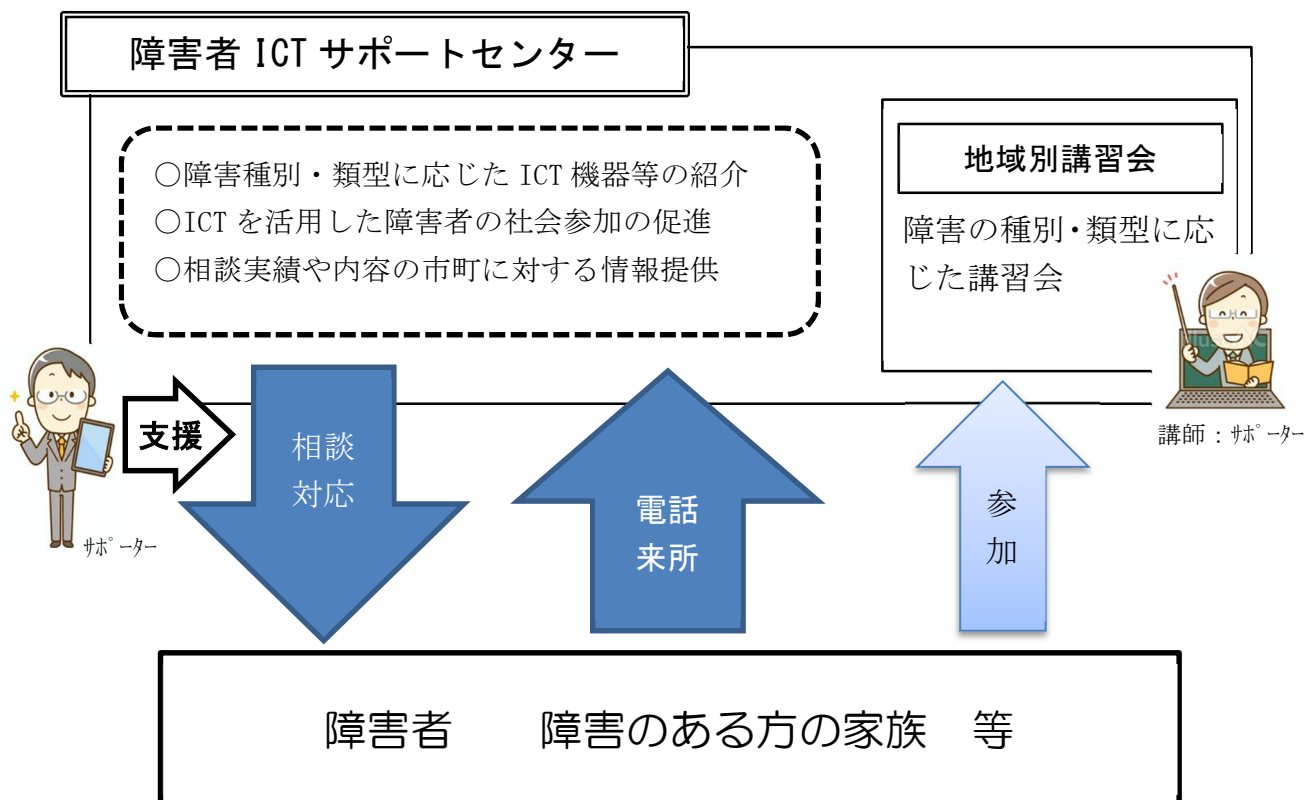 障害者 ICT サポートセンター
○障害種別・類型に応じた ICT 機器等の紹介
○ICT を活用した障害者の社会参加の促進
○相談実績や内容の市町に対する情報提供
地域別講習会
障害の種別・類型に応
じた講習会
講師：ｻﾎﾟｰﾀｰ
支援
ｻﾎﾟｰﾀｰ
相談
対応
電話
来所
参
加
障害者　障害のある方の家族　等